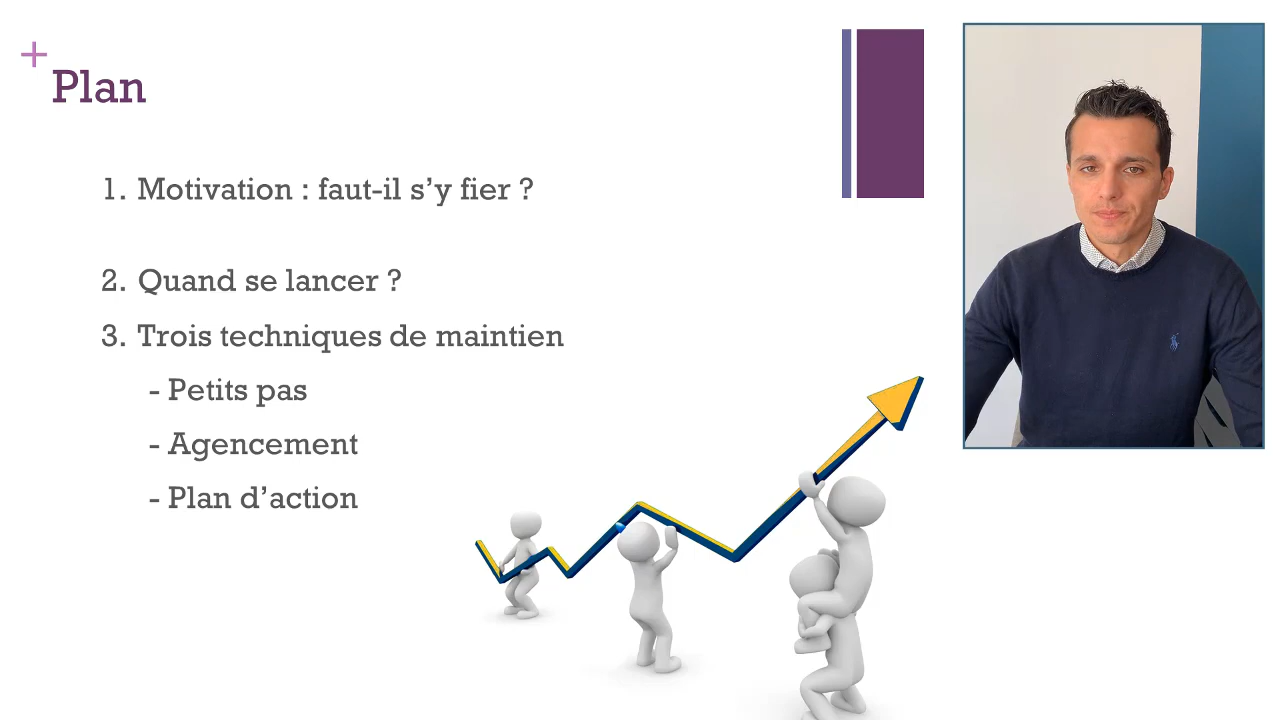 Plan
1. Motivation : faut-il s’y fier ?
2. Quand se lancer ?
3. Trois techniques de maintien
- Petits pas
- Agencement
- Plan d’action